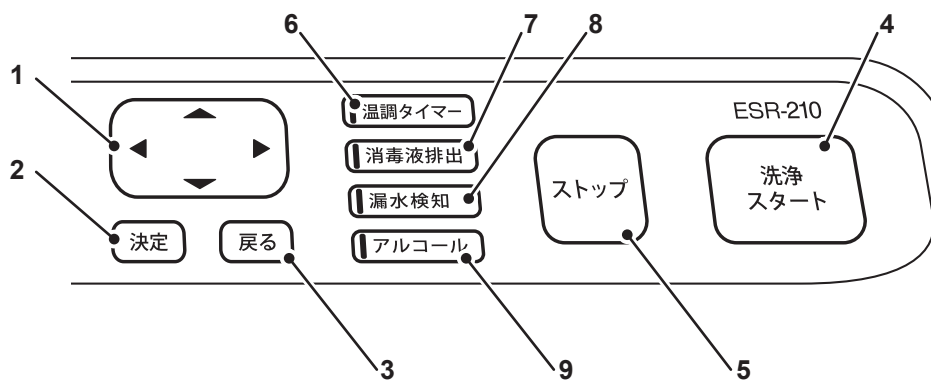 6
7
8
4
1
温調タイマー
ESR-210
消毒液排出
ストップ
洗浄
スタート
2
漏水検知
決定
戻る
アルコール
3
9
5